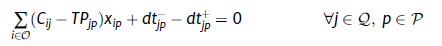 ∑_{i∈𝒪} (C_{ij} − TP_{jp})x_{ip} + dt^−_{jp} − dt^+_{jp} = 0 ∀j ∈ 𝒬, p ∈ 𝒫